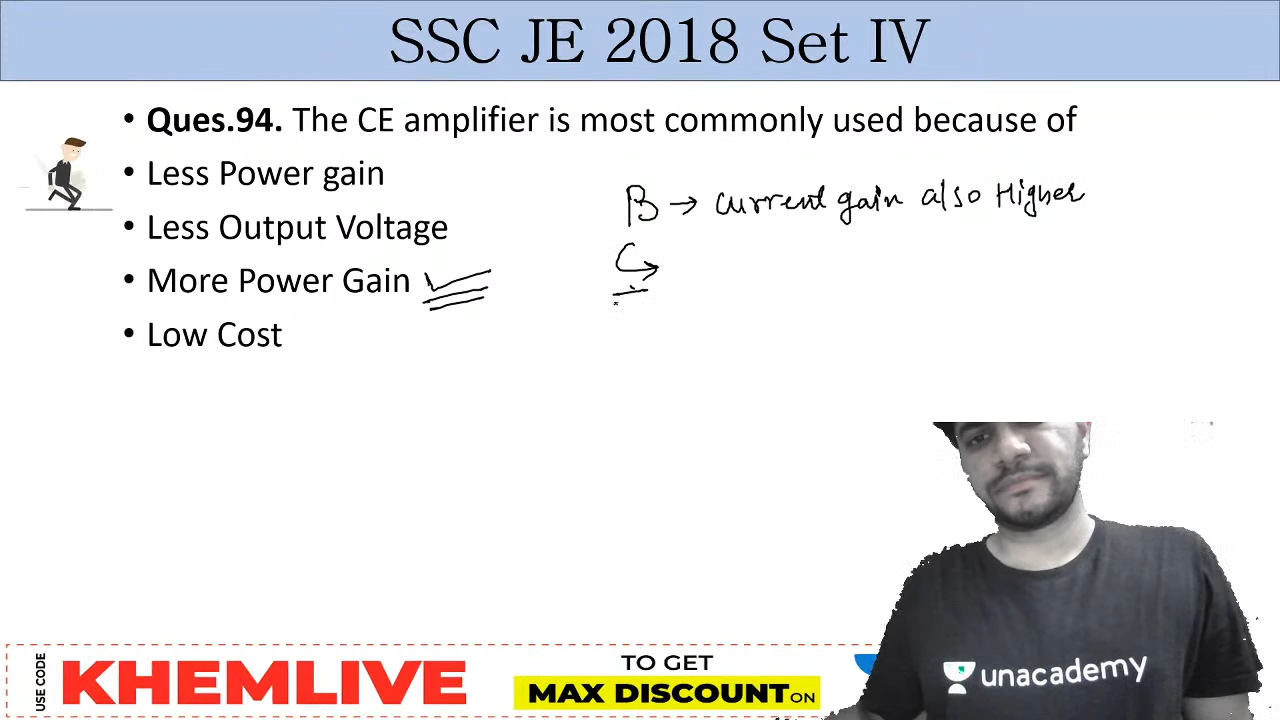 SSC JE 2018 Set IV
• Ques.94. The CE amplifier is most commonly used because of
• Less Power gain
• Less Output Voltage
• More Power Gain
• Low Cost
B → current gain also Higher
C →
USE CODE
KHEMLIVE
TO GET
MAX DISCOUNT ON
unacademy